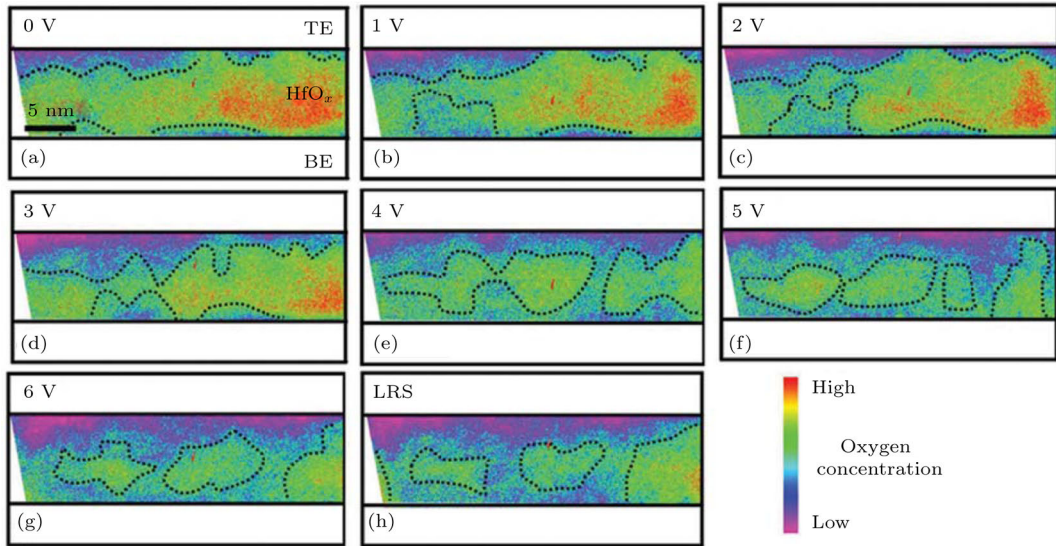 0 V
TE
HfOₓ
5 nm
(a)
BE
1 V
(b)
2 V
(c)
3 V
(d)
4 V
(e)
5 V
(f)
6 V
(g)
LRS
(h)
High
Oxygen
concentration
Low